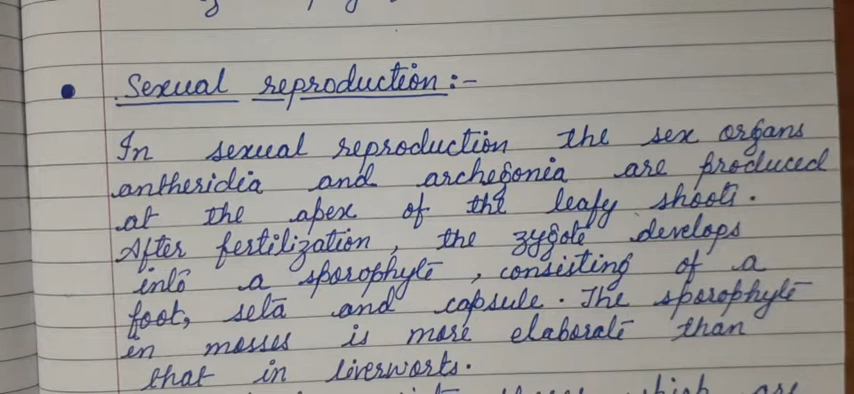 • Sexual reproduction :-
In sexual reproduction the sex organs
antheridia and archegonia are produced
at the apex of the leafy shoots.
After fertilization, the zygote develops
into a sporophyte, consisting of a
foot, seta and capsule. The sporophyte
in mosses is more elaborate than
that in liverworts.
which are